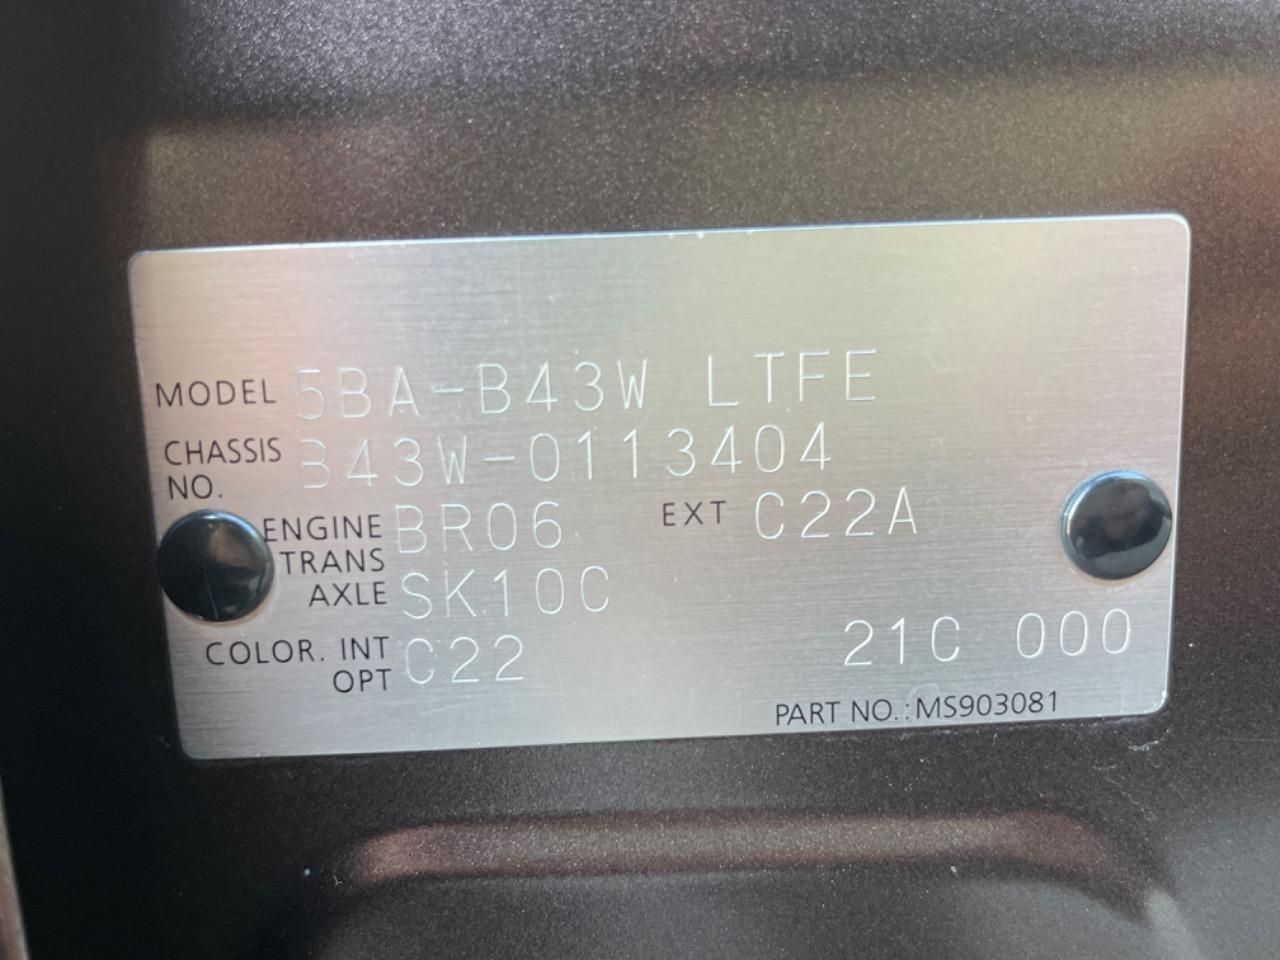 MODEL 5BA-B43W LTFE
CHASSIS NO. B43W-0113404
ENGINE BR06 EXT C22A
TRANS AXLE SK10C
COLOR. INT OPT C22 21C 000
PART NO.: MS903081